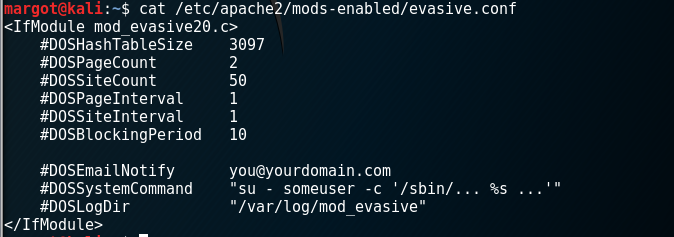 margot@kali:~$ cat /etc/apache2/mods-enabled/evasive.conf
<IfModule mod_evasive20.c>
    #DOSHashTableSize    3097
    #DOSPageCount        2
    #DOSSiteCount        50
    #DOSPageInterval     1
    #DOSSiteInterval     1
    #DOSBlockingPeriod   10

    #DOSEmailNotify      you@yourdomain.com
    #DOSSystemCommand    "su - someuser -c '/sbin/... %s ...'"
    #DOSLogDir           "/var/log/mod_evasive"
</IfModule>